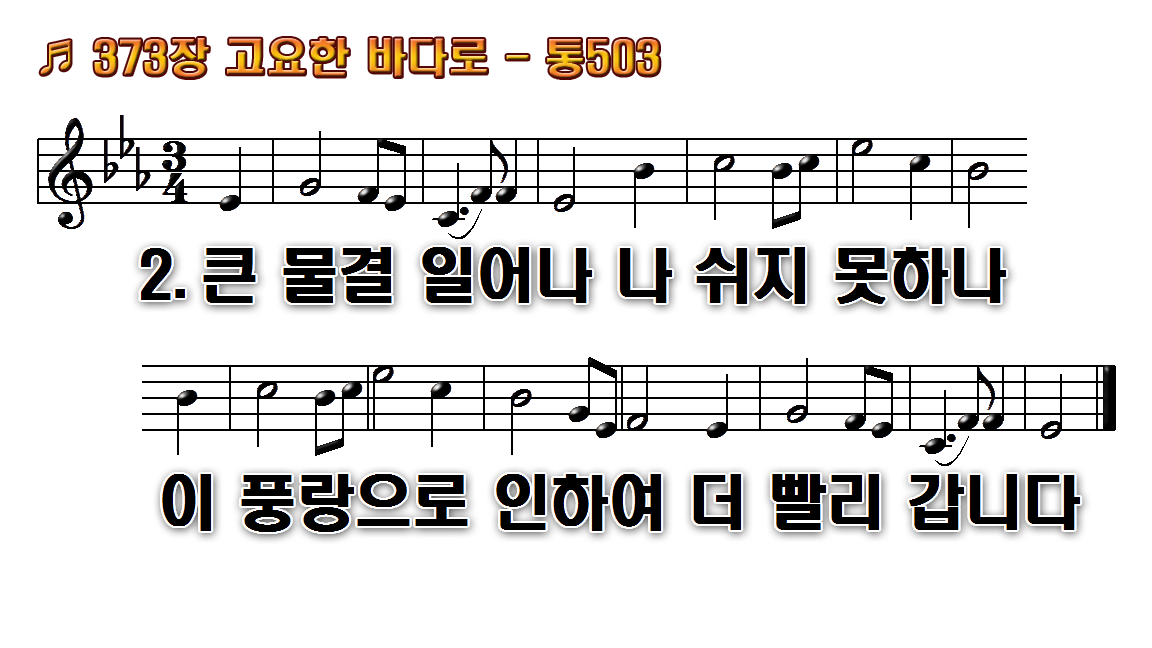 ♬ 373장 고요한 바다로 - 통503
3
4
2. 큰 물결 일어나 나 쉬지 못하나
이 풍랑으로 인하여 더 빨리 갑니다